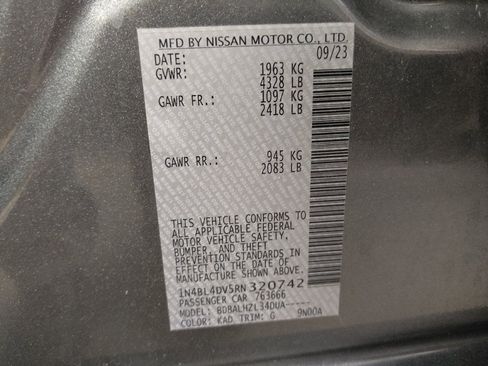 MFD BY NISSAN MOTOR CO., LTD.
DATE: 09/23
GVWR: 1963 KG
4328 LB
GAWR FR.: 1097 KG
2418 LB
GAWR RR.: 945 KG
2083 LB
THIS VEHICLE CONFORMS TO
ALL APPLICABLE FEDERAL
MOTOR VEHICLE SAFETY,
BUMPER, AND THEFT
PREVENTION STANDARDS IN
EFFECT ON THE DATE OF
MANUFACTURE SHOWN ABOVE.
1N4BL4DV5RN320742
PASSENGER CAR 763666
MODEL: BDBALHZL34DUA-----
COLOR: KAD TRIM: G 9N00A